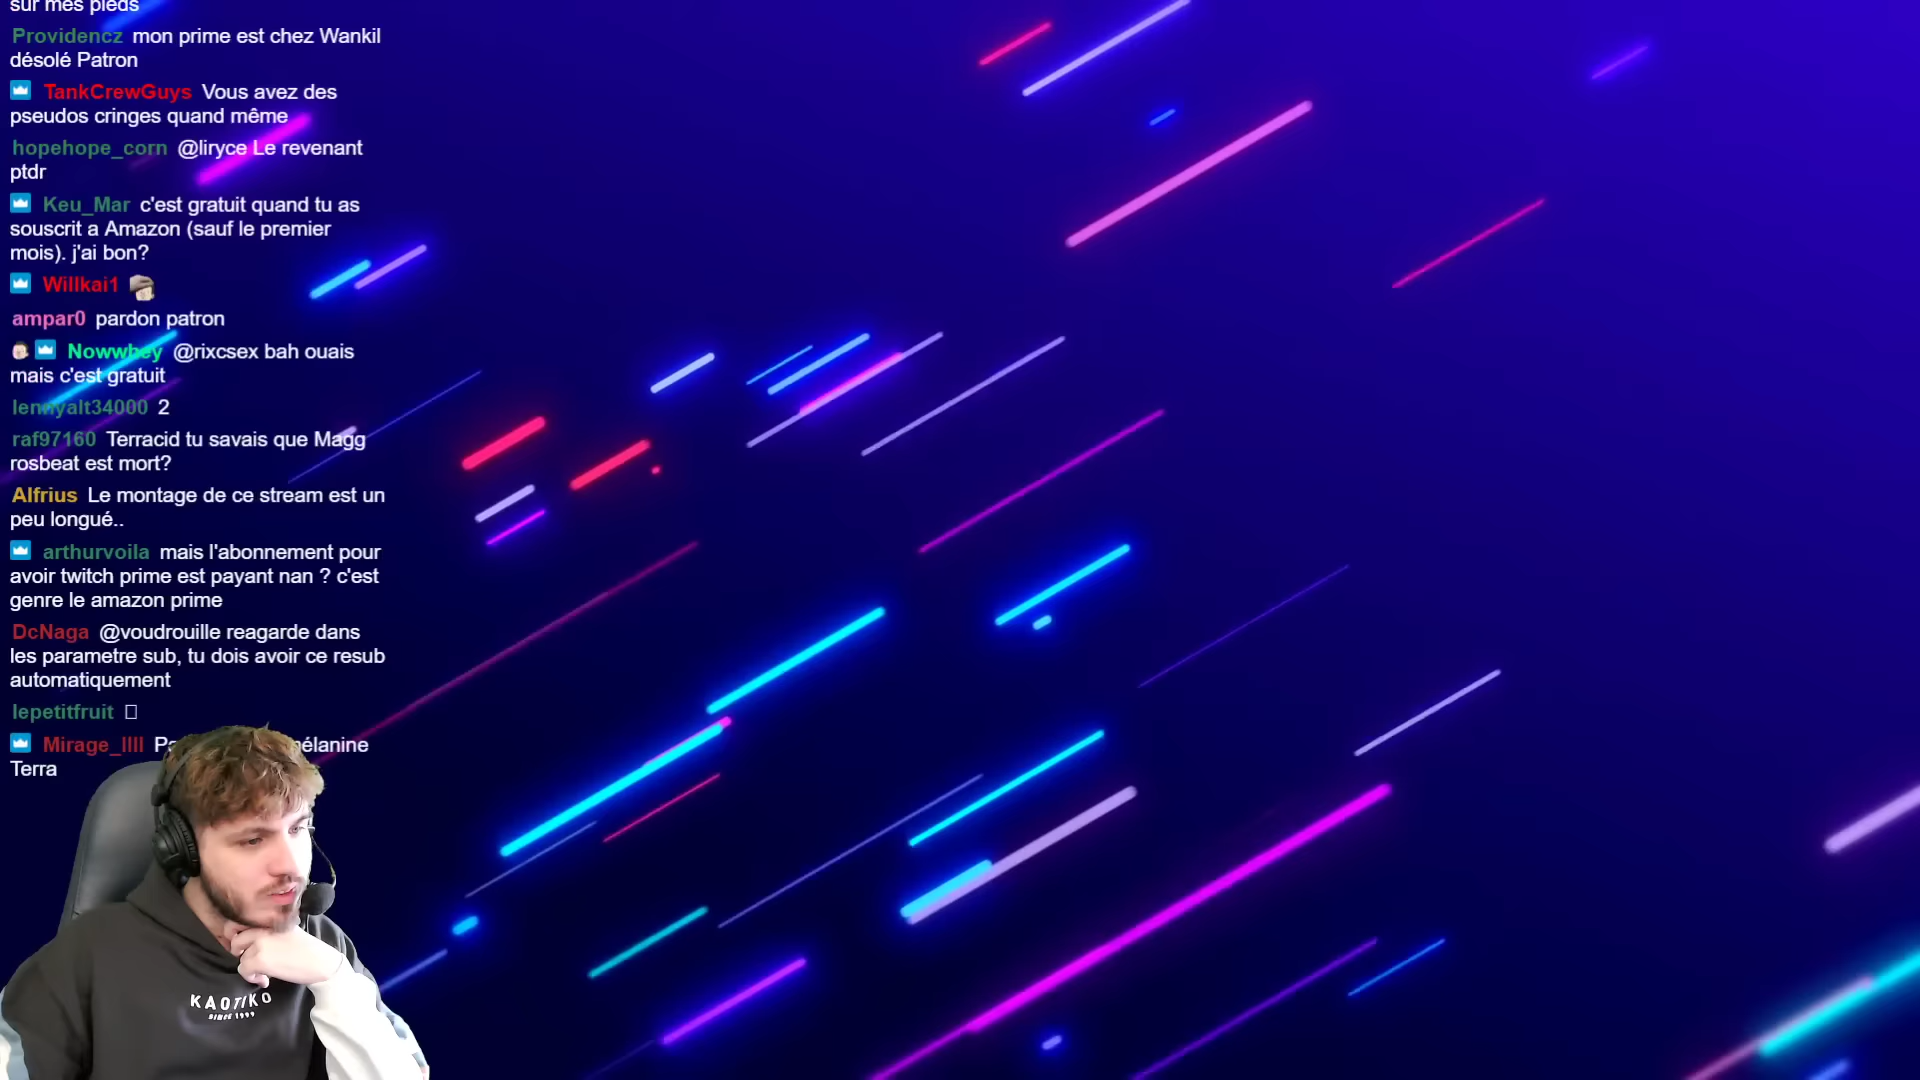 sur mes pieds
Providencz mon prime est chez Wankil
désolé Patron
TankCrewGuys Vous avez des
pseudos cringes quand même
hopehope_corn @liryce Le revenant
ptdr
Keu_Mar c'est gratuit quand tu as
souscrit a Amazon (sauf le premier
mois). j'ai bon?
Willkai1
ampar0 pardon patron
Nowwhey @rixcsex bah ouais
mais c'est gratuit
lennyalt34000 2
raf97160 Terracid tu savais que Magg
rosbeat est mort?
Alfrius Le montage de ce stream est un
peu longué..
arthurvoila mais l'abonnement pour
avoir twitch prime est payant nan ? c'est
genre le amazon prime
DcNaga @voudrouille reagarde dans
les parametre sub, tu dois avoir ce resub
automatiquement
lepetitfruit
Mirage_llll
Terra
KAOTIKO
SINCE 1999